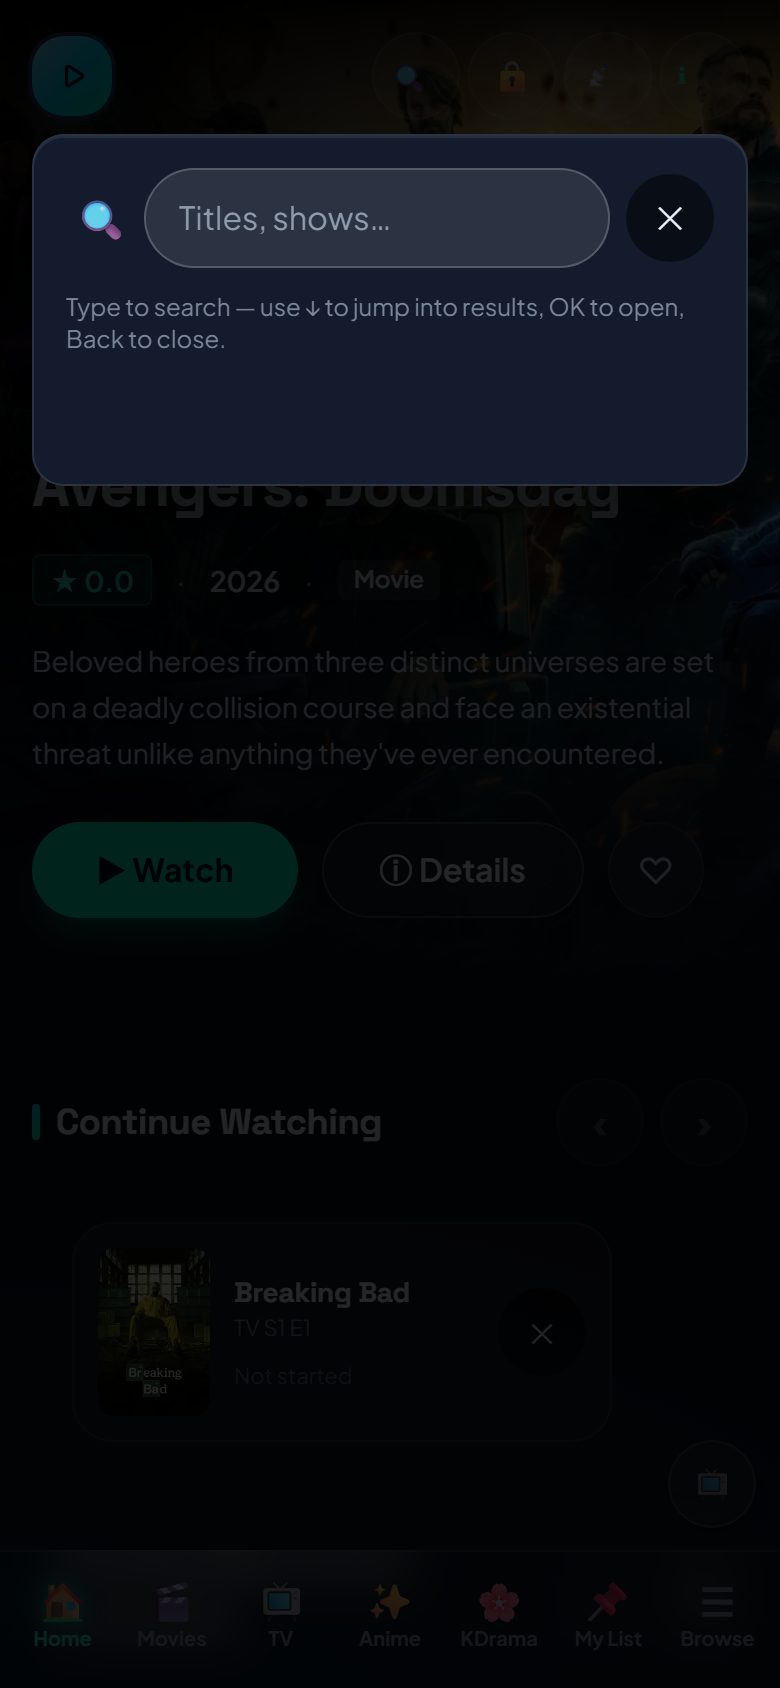 Titles, shows...
Type to search — use ↓ to jump into results, OK to open,
Back to close.
Avengers: Doomsday
★ 0.0 · 2026 · Movie
Beloved heroes from three distinct universes are set
on a deadly collision course and face an existential
threat unlike anything they've ever encountered.
▶ Watch
ⓘ Details
Continue Watching
Breaking Bad
TV S1 E1
Not started
Breaking
Bad
Home
Movies
TV
Anime
KDrama
My List
Browse